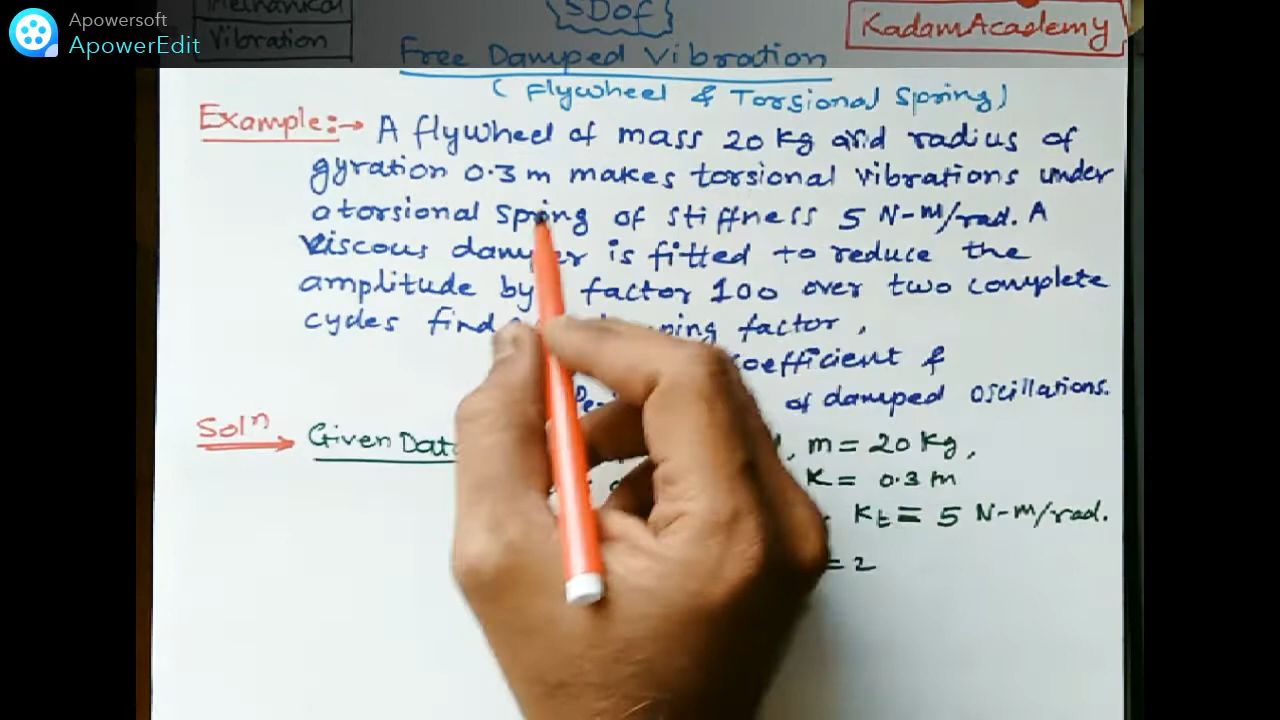 Apowersoft
ApowerEdit
Mechanical
Vibration
SDof
KadamAcademy
Free Damped Vibration
( Flywheel & Torsional Spring)
Example:→ A flywheel of mass 20 kg and radius of
gyration 0.3 m makes torsional vibrations under
a torsional spring of stiffness 5 N-m/rad. A
viscous damper is fitted to reduce the
amplitude by factor 100 over two complete
cycles find factor,
coefficient &
of damped oscillations.
Solⁿ Given Data , m = 20 kg,
K = 0.3 m
Kt = 5 N-m/rad.
= 2